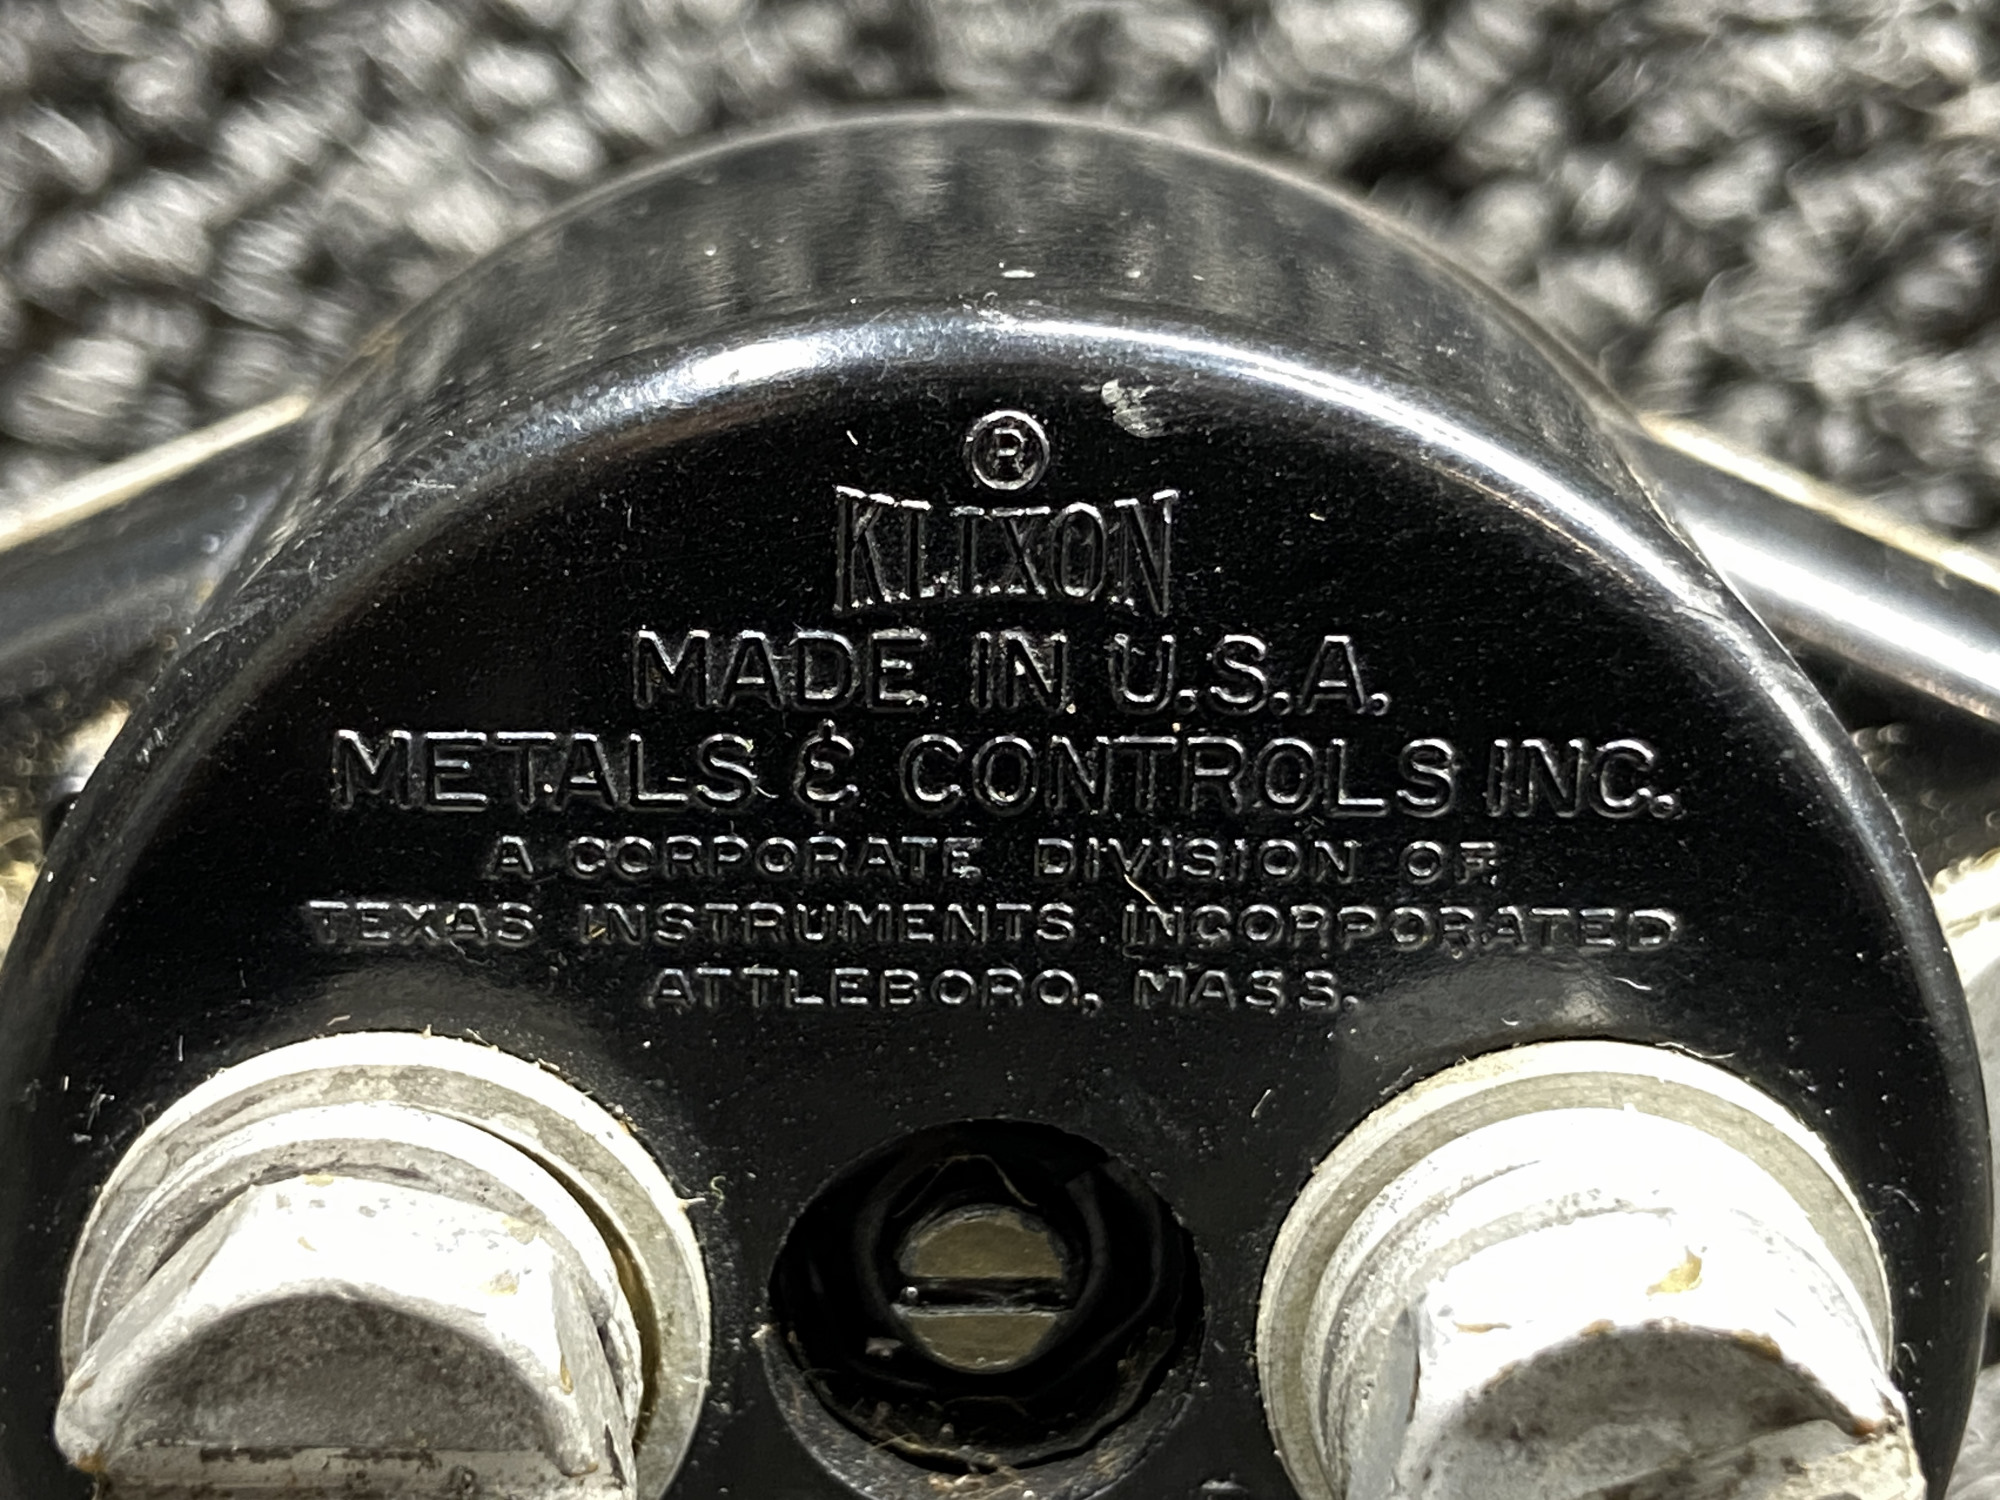 ®
KLIXON
MADE IN U.S.A.
METALS & CONTROLS INC.
A CORPORATE DIVISION OF
TEXAS INSTRUMENTS INCORPORATED
ATTLEBORO, MASS.